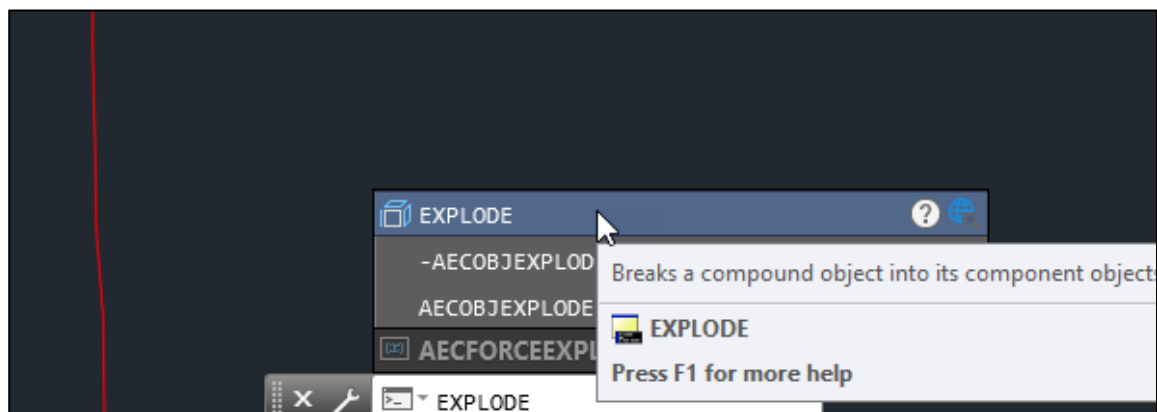 EXPLODE
-AECOBJEXPLOD
Breaks a compound object into its component objects
AECOBJEXPLODE
EXPLODE
AECFORCEEXPL
Press F1 for more help
EXPLODE